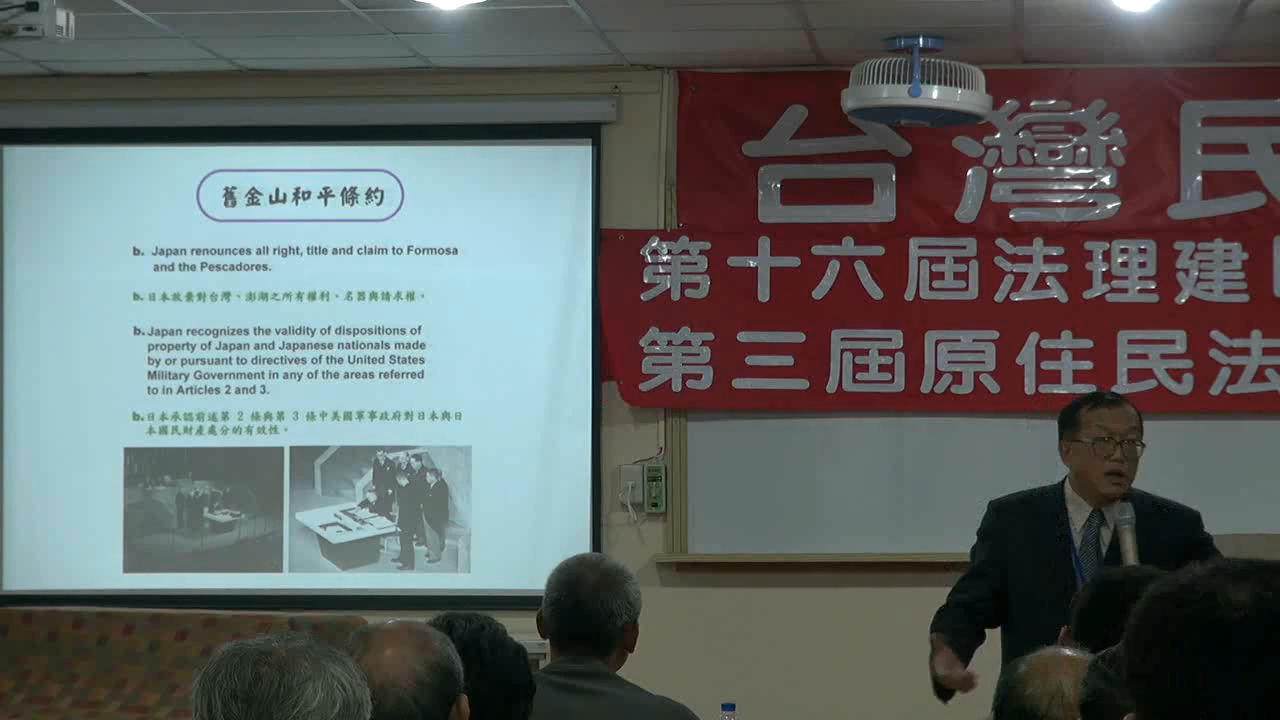 舊金山和平條約
b. Japan renounces all right, title and claim to Formosa
and the Pescadores.
b.日本放棄對台灣、澎湖之所有權利、名器與請求權。
b. Japan recognizes the validity of dispositions of
property of Japan and Japanese nationals made
by or pursuant to directives of the United States
Military Government in any of the areas referred
to in Articles 2 and 3.
b.日本承認前述第 2 條與第 3 條中美國軍事政府對日本與日
本國民財產處分的有效性。
台灣民
第十六屆法理建
第三屆原住民法